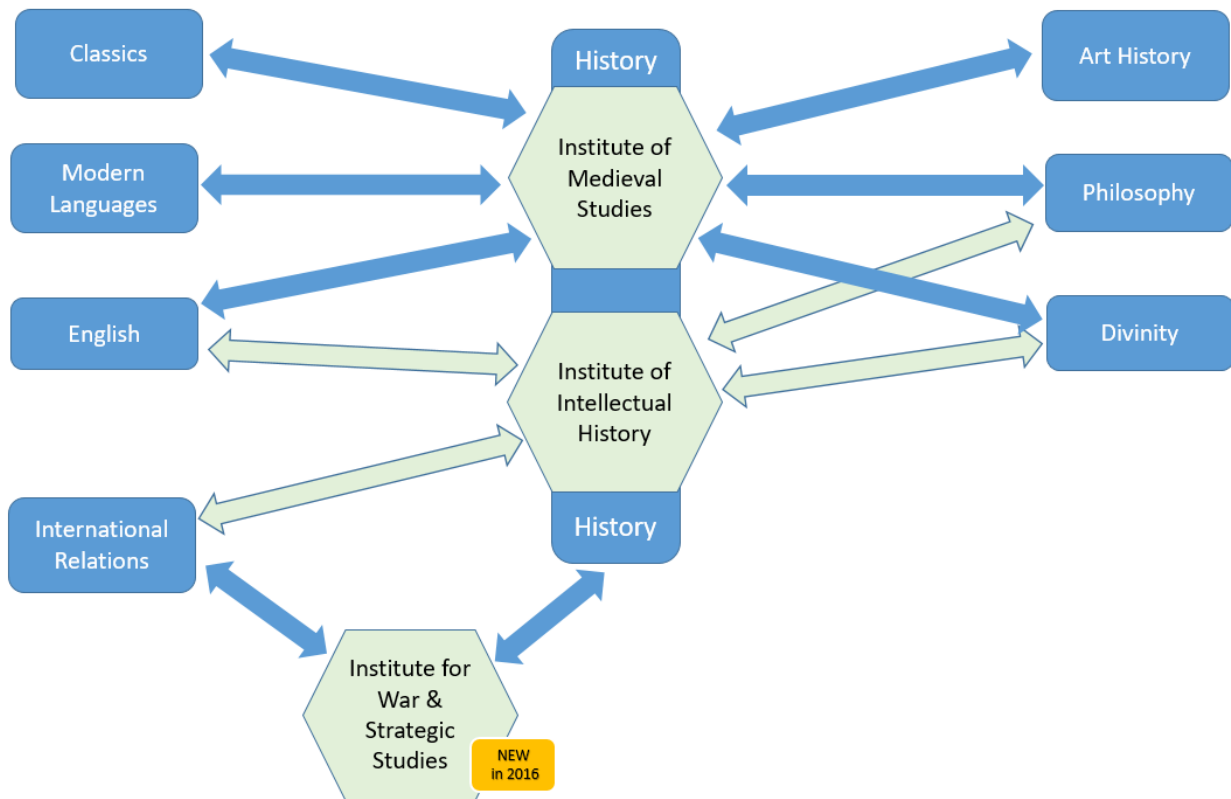 Classics
History
Art History
Institute of
Medieval
Studies
Modern
Languages
Philosophy
English
Divinity
Institute of
Intellectual
History
International
Relations
History
Institute for
War &
Strategic
Studies
NEW
in 2016